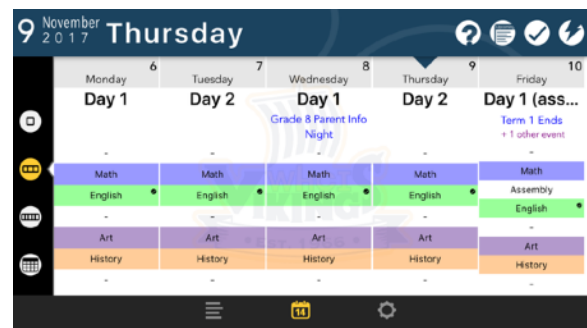 9 November 2017 Thursday
6 7 8 9 10
Monday Tuesday Wednesday Thursday Friday
Day 1 Day 2 Day 1 Day 2 Day 1 (ass...
Grade 8 Parent Info Night
Term 1 Ends
+ 1 other event
- - - - -
Math Math Math Math Math
Assembly
English English English English English
- - - - -
Art Art Art Art Art
History History History History History
- - - - -
14